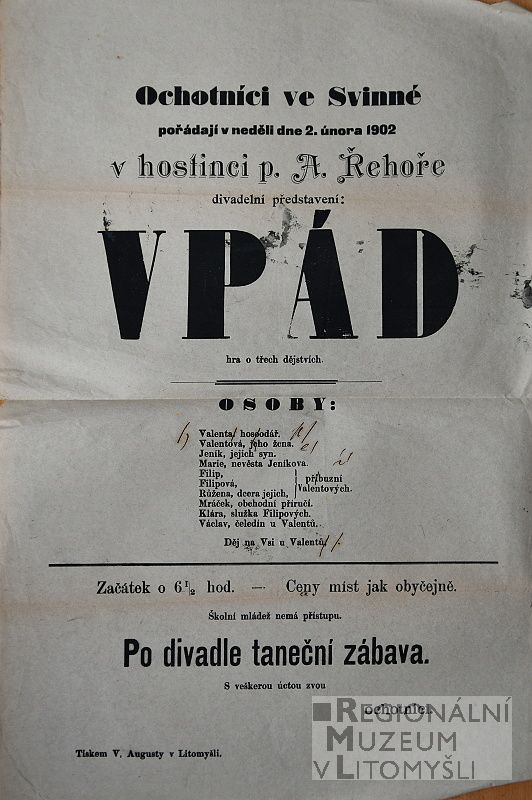 Ochotníci ve Svinné
pořádají v neděli dne 2. února 1902
v hostinci p. A. Řehoře
divadelní představení:
VPÁD
hra o třech dějstvích.
OSOBY:
Valenta, hospodář.
Valentová, jeho žena.
Jeník, jejich syn.
Marie, nevěsta Jeníkova.
Filip,
Filipová,
Růžena, dcera jejich,
příbuzní
Valentových.
Mráček, obchodní příručí.
Klára, služka Filipových.
Václav, čeledín u Valentů.
Děj na Vsi u Valentů.
Začátek o 6 1/2 hod. — Ceny míst jak obyčejně.
Školní mládež nemá přístupu.
Po divadle taneční zábava.
S veškerou úctou zvou
ochotníci.
Tiskem V. Augusty v Litomyšli.
REGIONÁLNÍ
MUZEUM
V LITOMYŠLI